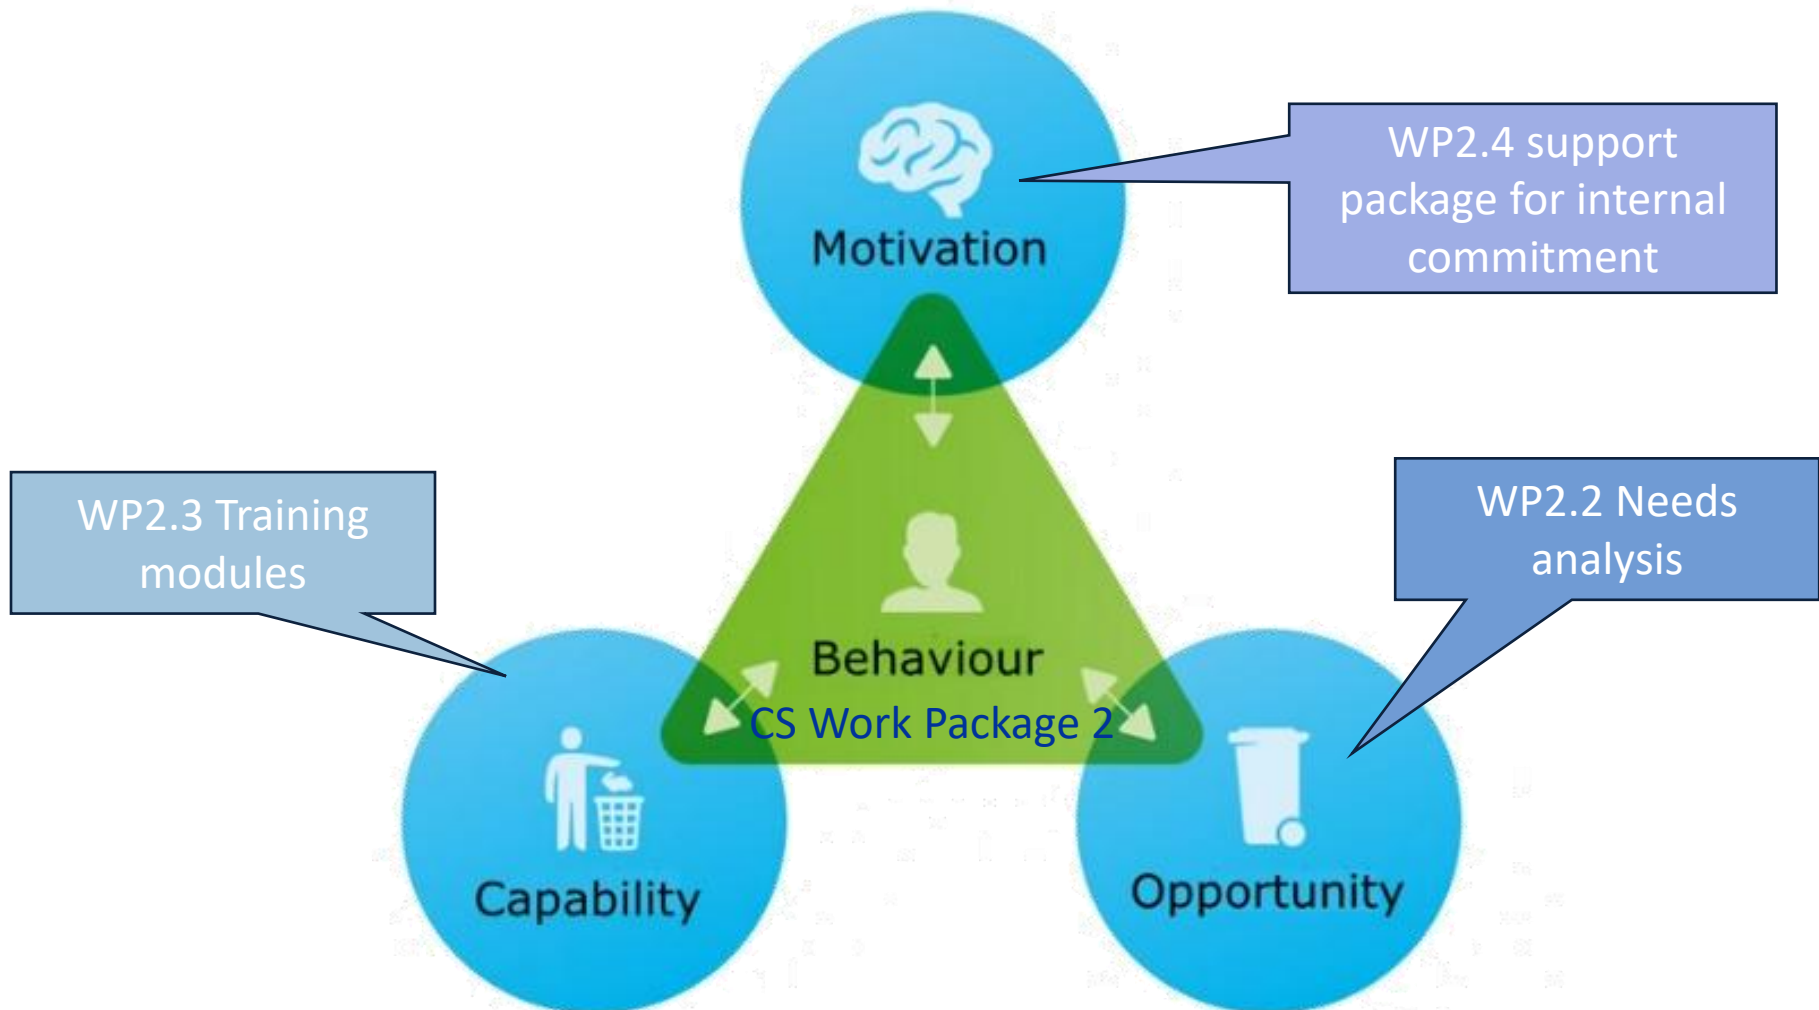 Motivation
WP2.4 support
package for internal
commitment
WP2.3 Training
modules
WP2.2 Needs
analysis
Behaviour
CS Work Package 2
Capability
Opportunity